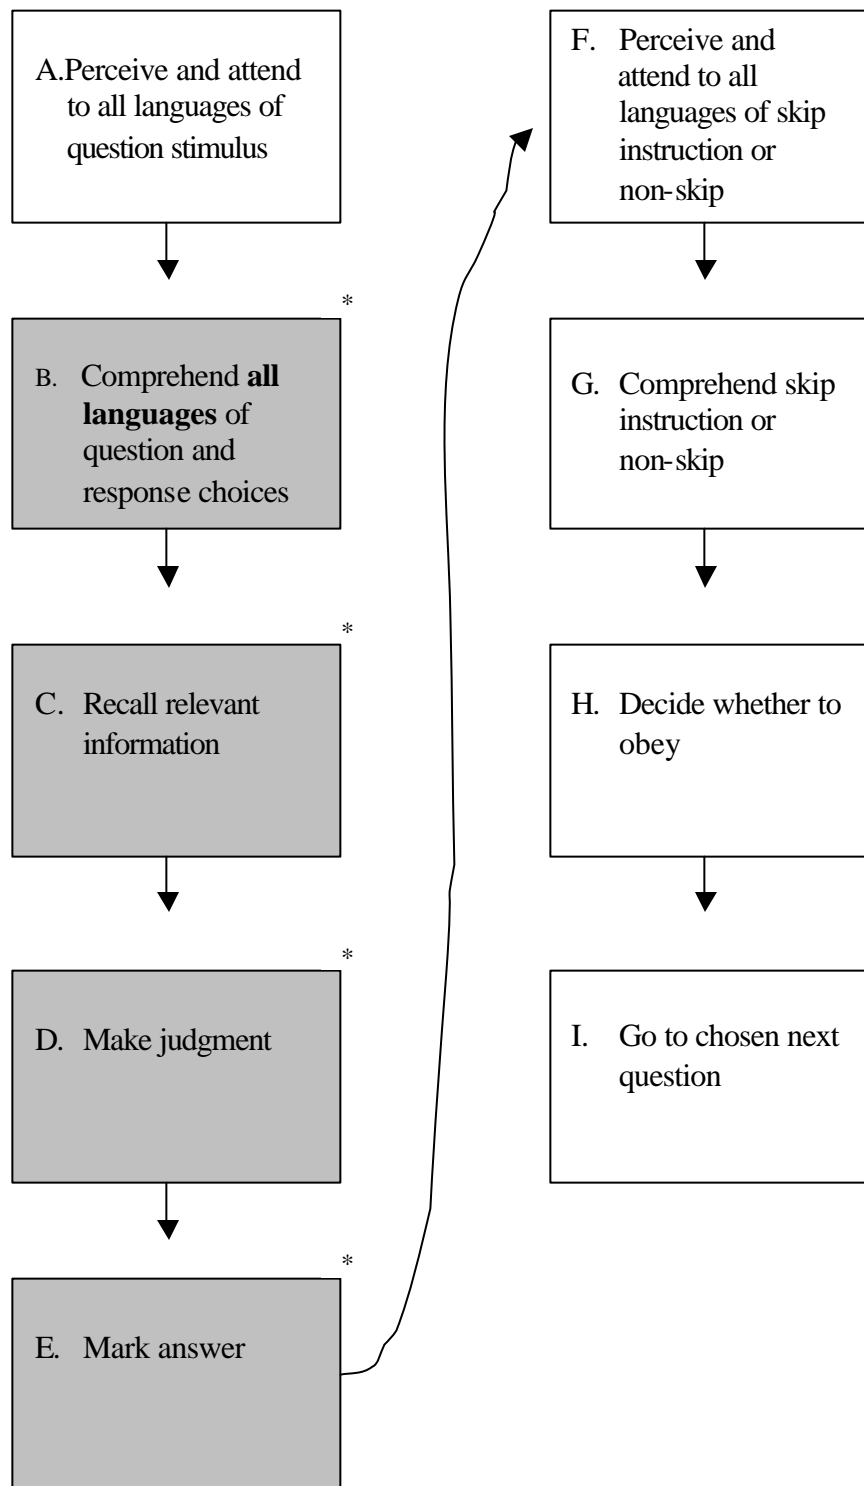 A.Perceive and attend
to all languages of
question stimulus
*
B. Comprehend all
languages of
question and
response choices
*
C. Recall relevant
information
*
D. Make judgment
*
E. Mark answer
F. Perceive and
attend to all
languages of skip
instruction or
non-skip
G. Comprehend skip
instruction or
non-skip
H. Decide whether to
obey
I. Go to chosen next
question